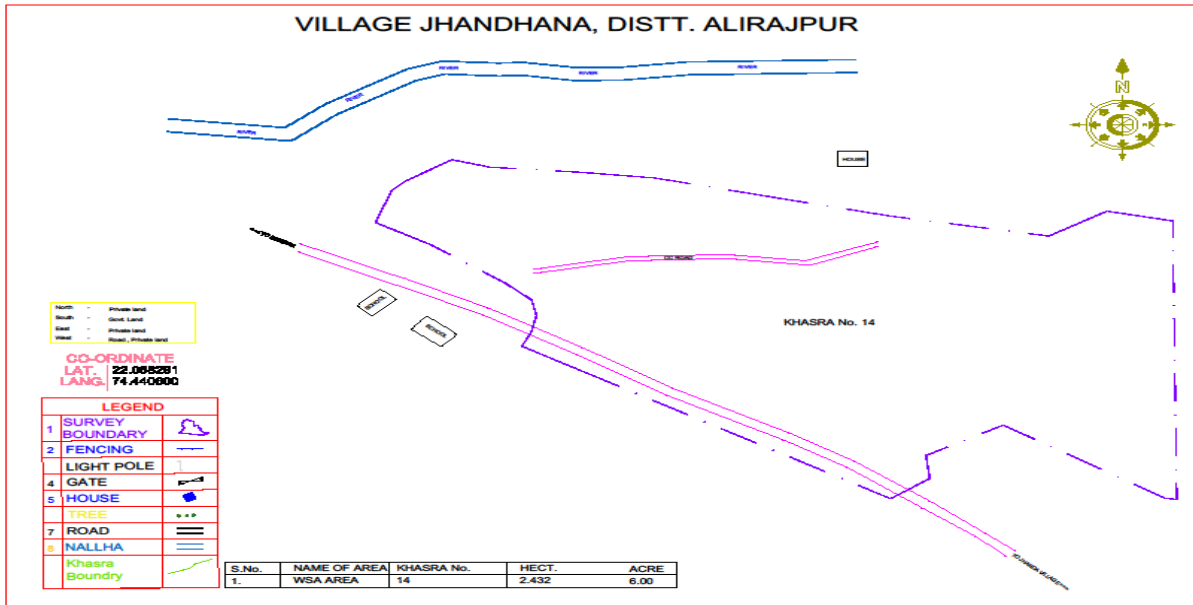 VILLAGE JHANDHANA, DISTT. ALIRAJPUR
RIVER
RIVER
RIVER
RIVER
RIVER
N
HOUSE
CC ROAD
SCHOOL
SCHOOL
KHASRA No. 14
North - Private land
South - Govt. Land
East - Private land
West - Road , Private land
CO-ORDINATE
LAT. 22.068291
LANG. 74.440600
LEGEND
1 SURVEY BOUNDARY
2 FENCING
LIGHT POLE
4 GATE
5 HOUSE
TREE
7 ROAD
8 NALLHA
Khasra Boundry
S.No. NAME OF AREA KHASRA No. HECT. ACRE
1. WSA AREA 14 2.432 6.00